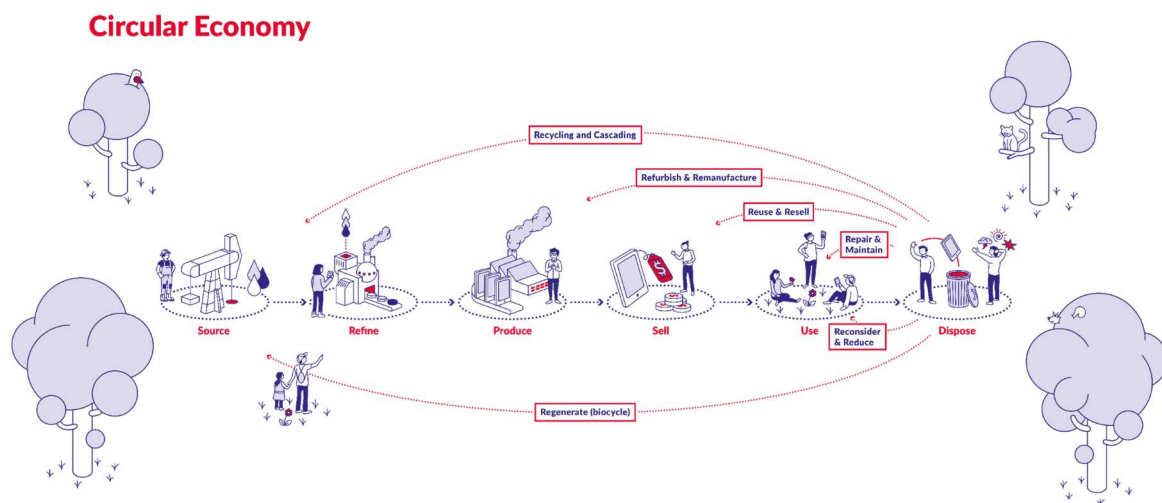 Circular Economy
Recycling and Cascading
Refurbish & Remanufacture
Reuse & Resell
Repair &
Maintain
Source
Refine
Produce
Sell
Use
Dispose
Reconsider
& Reduce
Regenerate (biocycle)